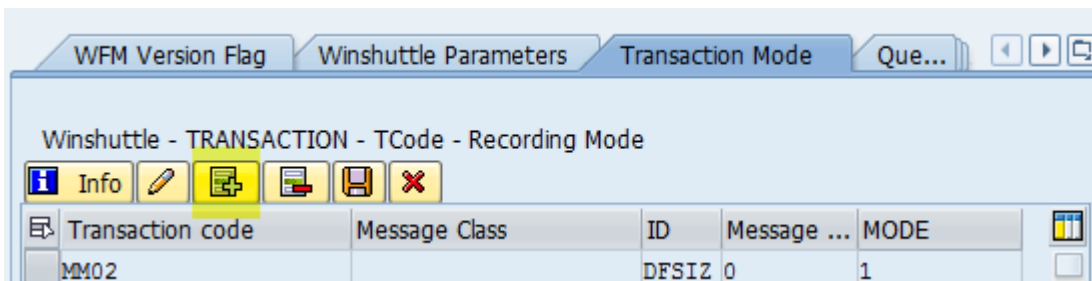 WFM Version Flag Winshuttle Parameters Transaction Mode Que...
Winshuttle - TRANSACTION - TCode - Recording Mode
Info
Transaction code Message Class ID Message ... MODE
MM02 DFSIZ 0 1